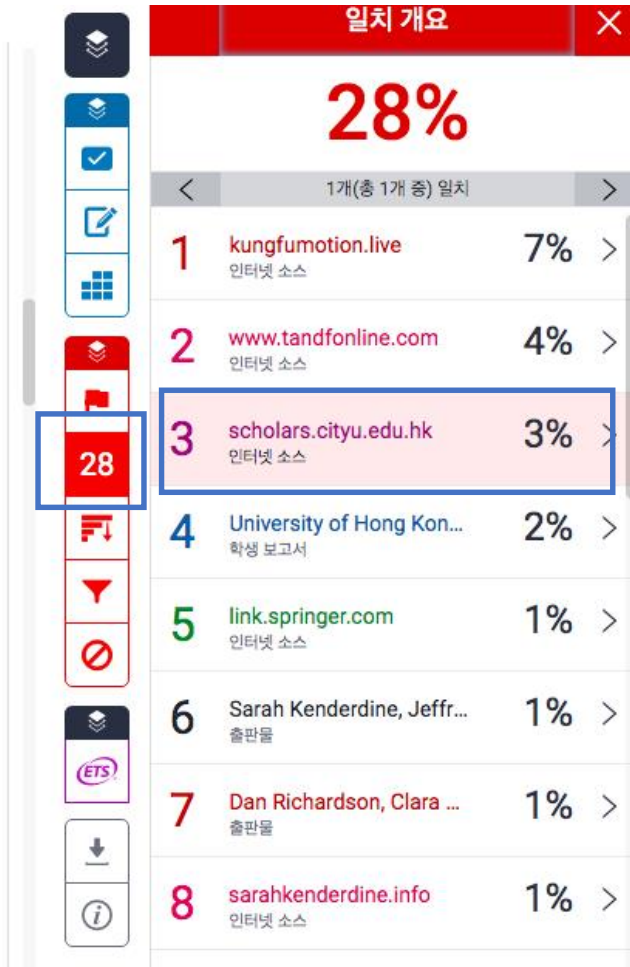 일치 개요
28%
1개(총 1개 중) 일치
1 kungfumotion.live 7%
인터넷 소스
2 www.tandfonline.com 4%
인터넷 소스
3 scholars.cityu.edu.hk 3%
인터넷 소스
28
4 University of Hong Kon... 2%
학생 보고서
5 link.springer.com 1%
인터넷 소스
6 Sarah Kenderdine, Jeffr... 1%
출판물
ETS
7 Dan Richardson, Clara ... 1%
출판물
8 sarahkenderdine.info 1%
인터넷 소스